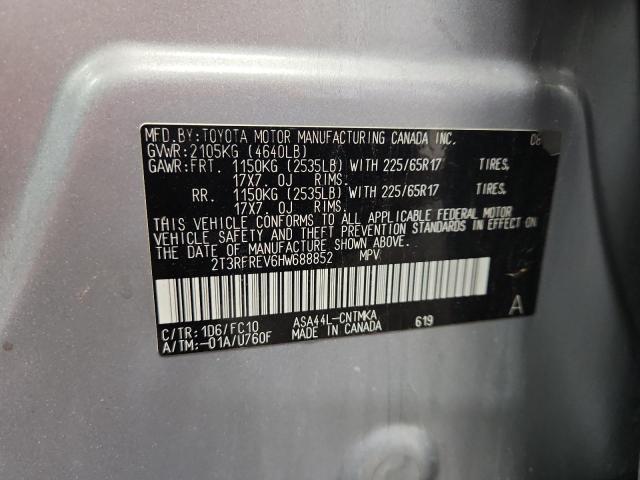 MFD. BY: TOYOTA MOTOR MANUFACTURING CANADA INC.
GVWR: 2105KG (4640LB)
GAWR: FRT. 1150KG (2535LB) WITH 225/65R17 TIRES,
17X7.0J RIMS.
RR. 1150KG (2535LB) WITH 225/65R17 TIRES,
17X7.0J RIMS.
THIS VEHICLE CONFORMS TO ALL APPLICABLE FEDERAL MOTOR
VEHICLE SAFETY AND THEFT PREVENTION STANDARDS IN EFFECT ON
THE DATE OF MANUFACTURE SHOWN ABOVE.
2T3RFREV6HW688852 MPV
C/TR: 1D6/FC10 ASA44L-CNTMKA 619 A
A/TM:-01A/U760F MADE IN CANADA